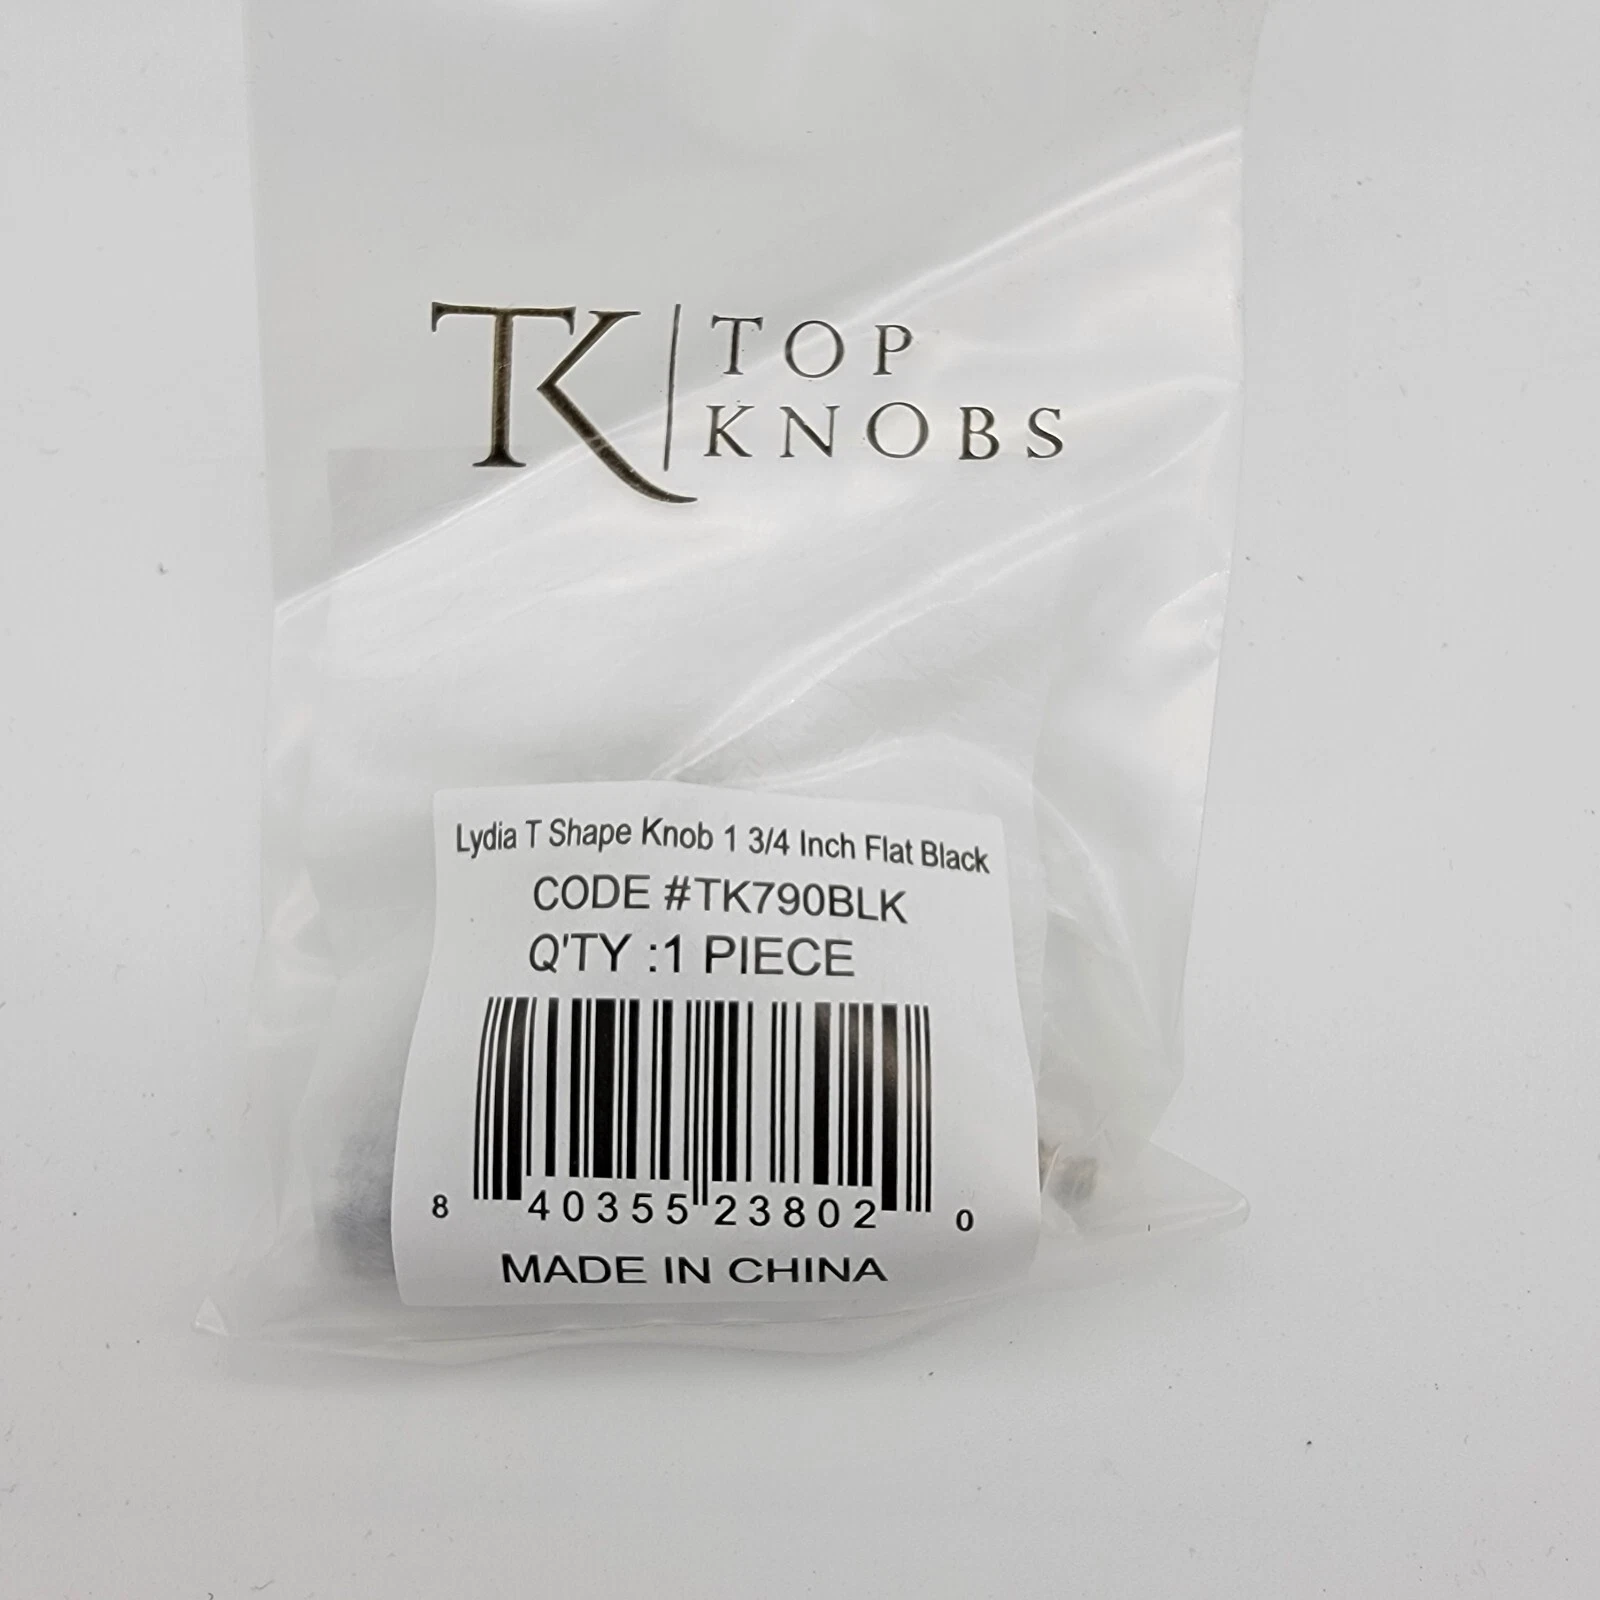 TK TOP
KNOBS
Lydia T Shape Knob 1 3/4 Inch Flat Black
CODE #TK790BLK
Q'TY :1 PIECE
8 40355 23802 0
MADE IN CHINA